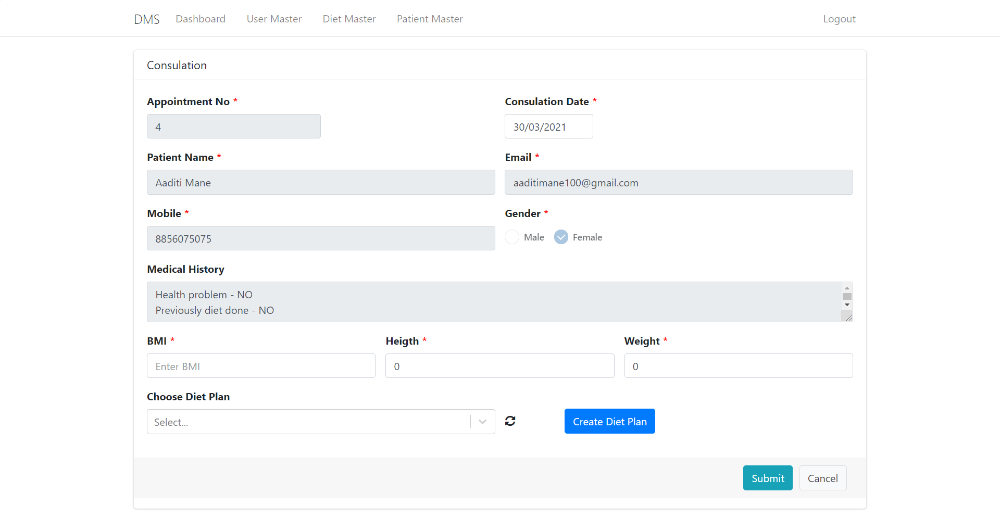 DMS Dashboard User Master Diet Master Patient Master Logout
Consulation
Appointment No * Consulation Date *
4 30/03/2021
Patient Name * Email *
Aaditi Mane aaditimane100@gmail.com
Mobile * Gender *
8856075075 Male Female
Medical History
Health problem - NO
Previously diet done - NO
BMI * Heigth * Weight *
Enter BMI 0 0
Choose Diet Plan
Select... Create Diet Plan
Submit Cancel